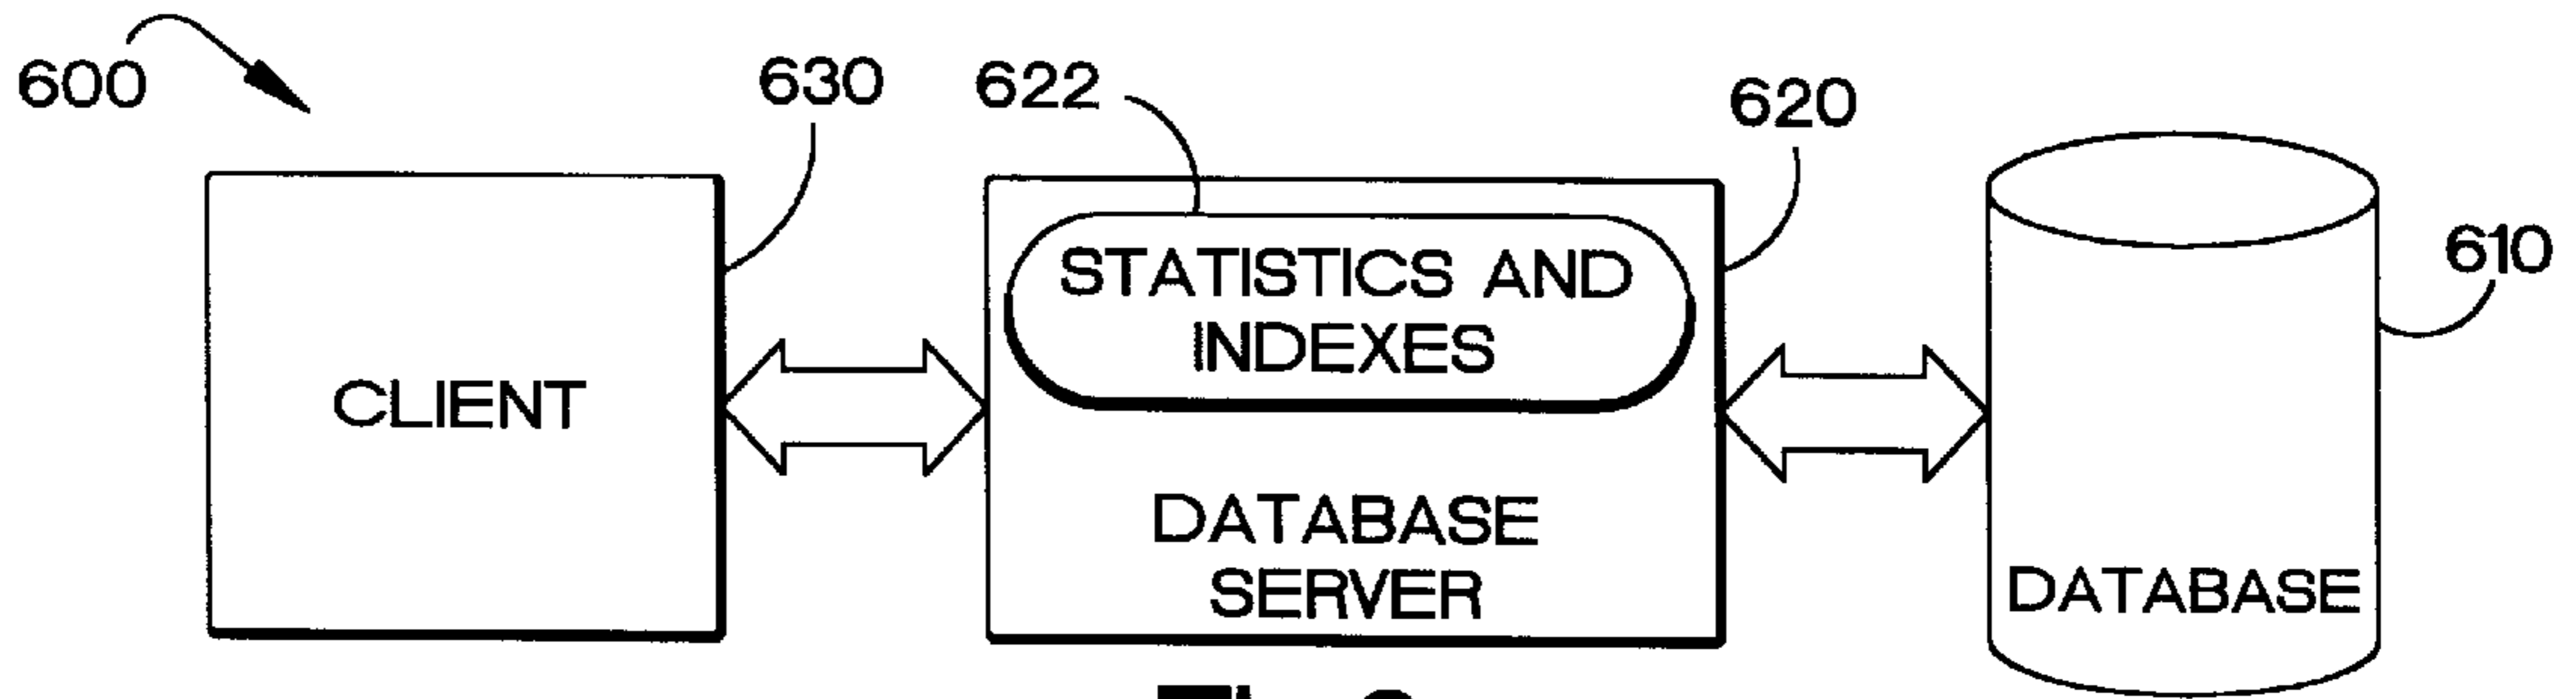 600
630
622
620
610
STATISTICS AND
INDEXES
CLIENT
DATABASE
SERVER
DATABASE